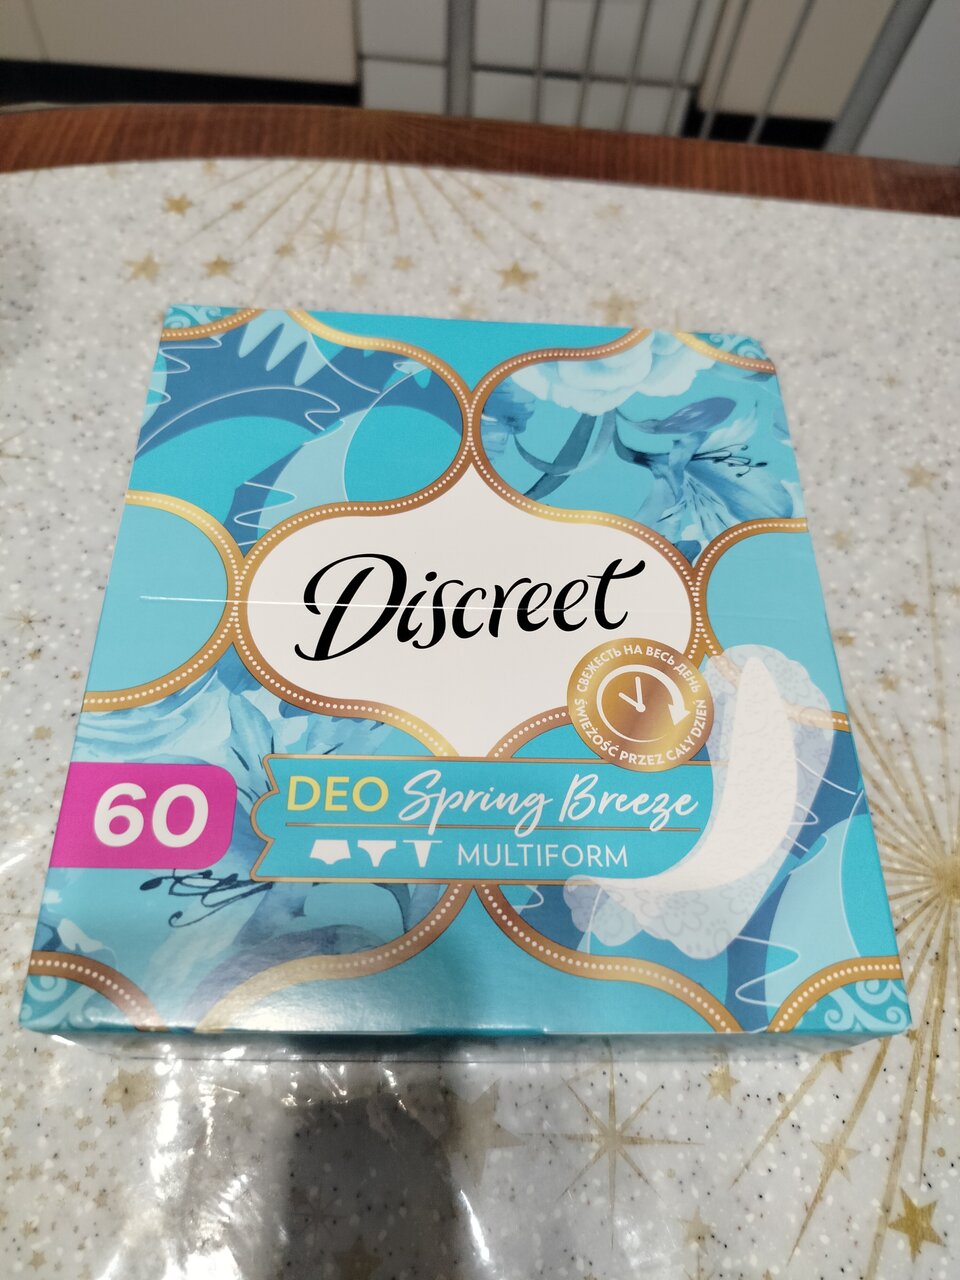 Discreet
СВЕЖЕСТЬ НА ВЕСЬ ДЕНЬ
ŚWIEŻOŚĆ PRZEZ CAŁY DZIEŃ
60
DEO Spring Breeze
MULTIFORM